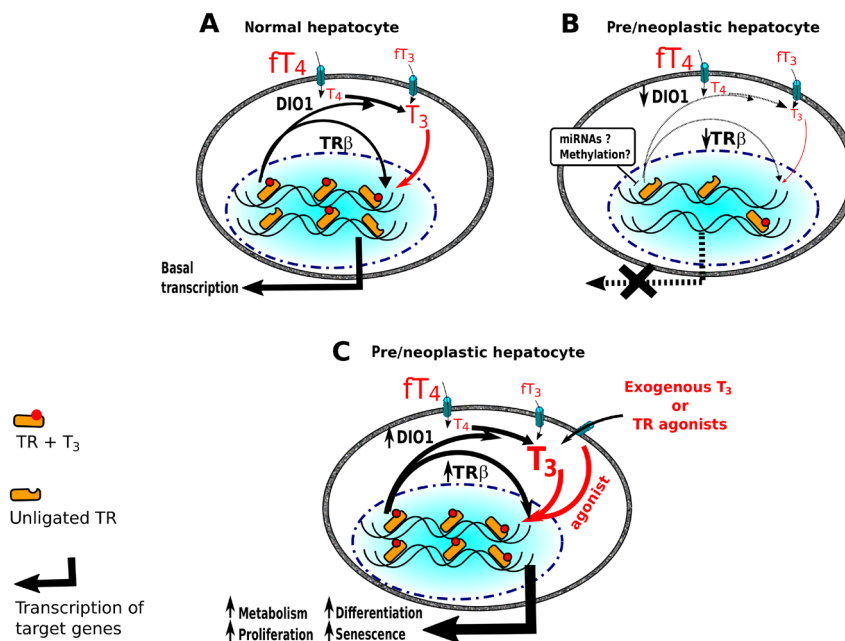 A
Normal hepatocyte
fT4
fT3
T4
DIO1
T3
TRβ
Basal
transcription
B
Pre/neoplastic hepatocyte
fT4
fT3
T4
DIO1
T3
TRβ
miRNAs ?
Methylation?
C
Pre/neoplastic hepatocyte
fT4
fT3
T4
DIO1
T3
TRβ
Exogenous T3
or
TR agonists
agonist
Metabolism
Differentiation
Proliferation
Senescence
TR + T3
Unligated TR
Transcription of
target genes